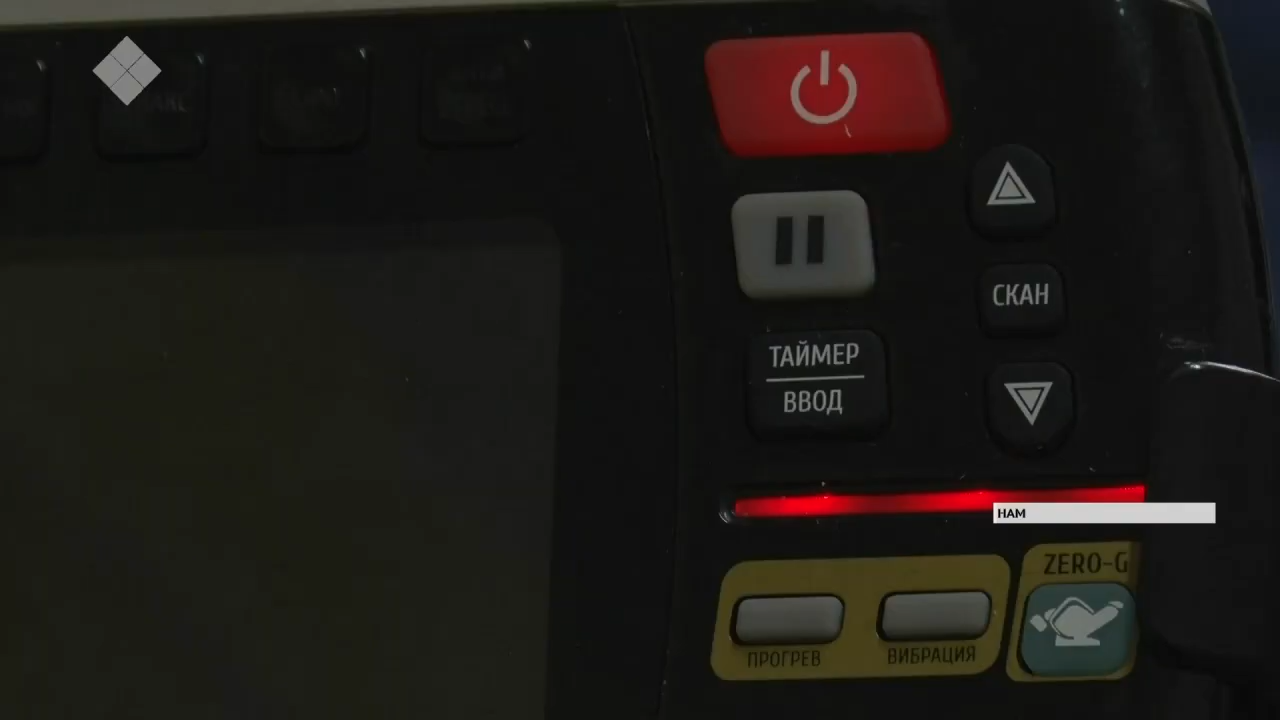 СКАН
ТАЙМЕР
ВВОД
НАМ
ZERO-G
ПРОГРЕВ
ВИБРАЦИЯ